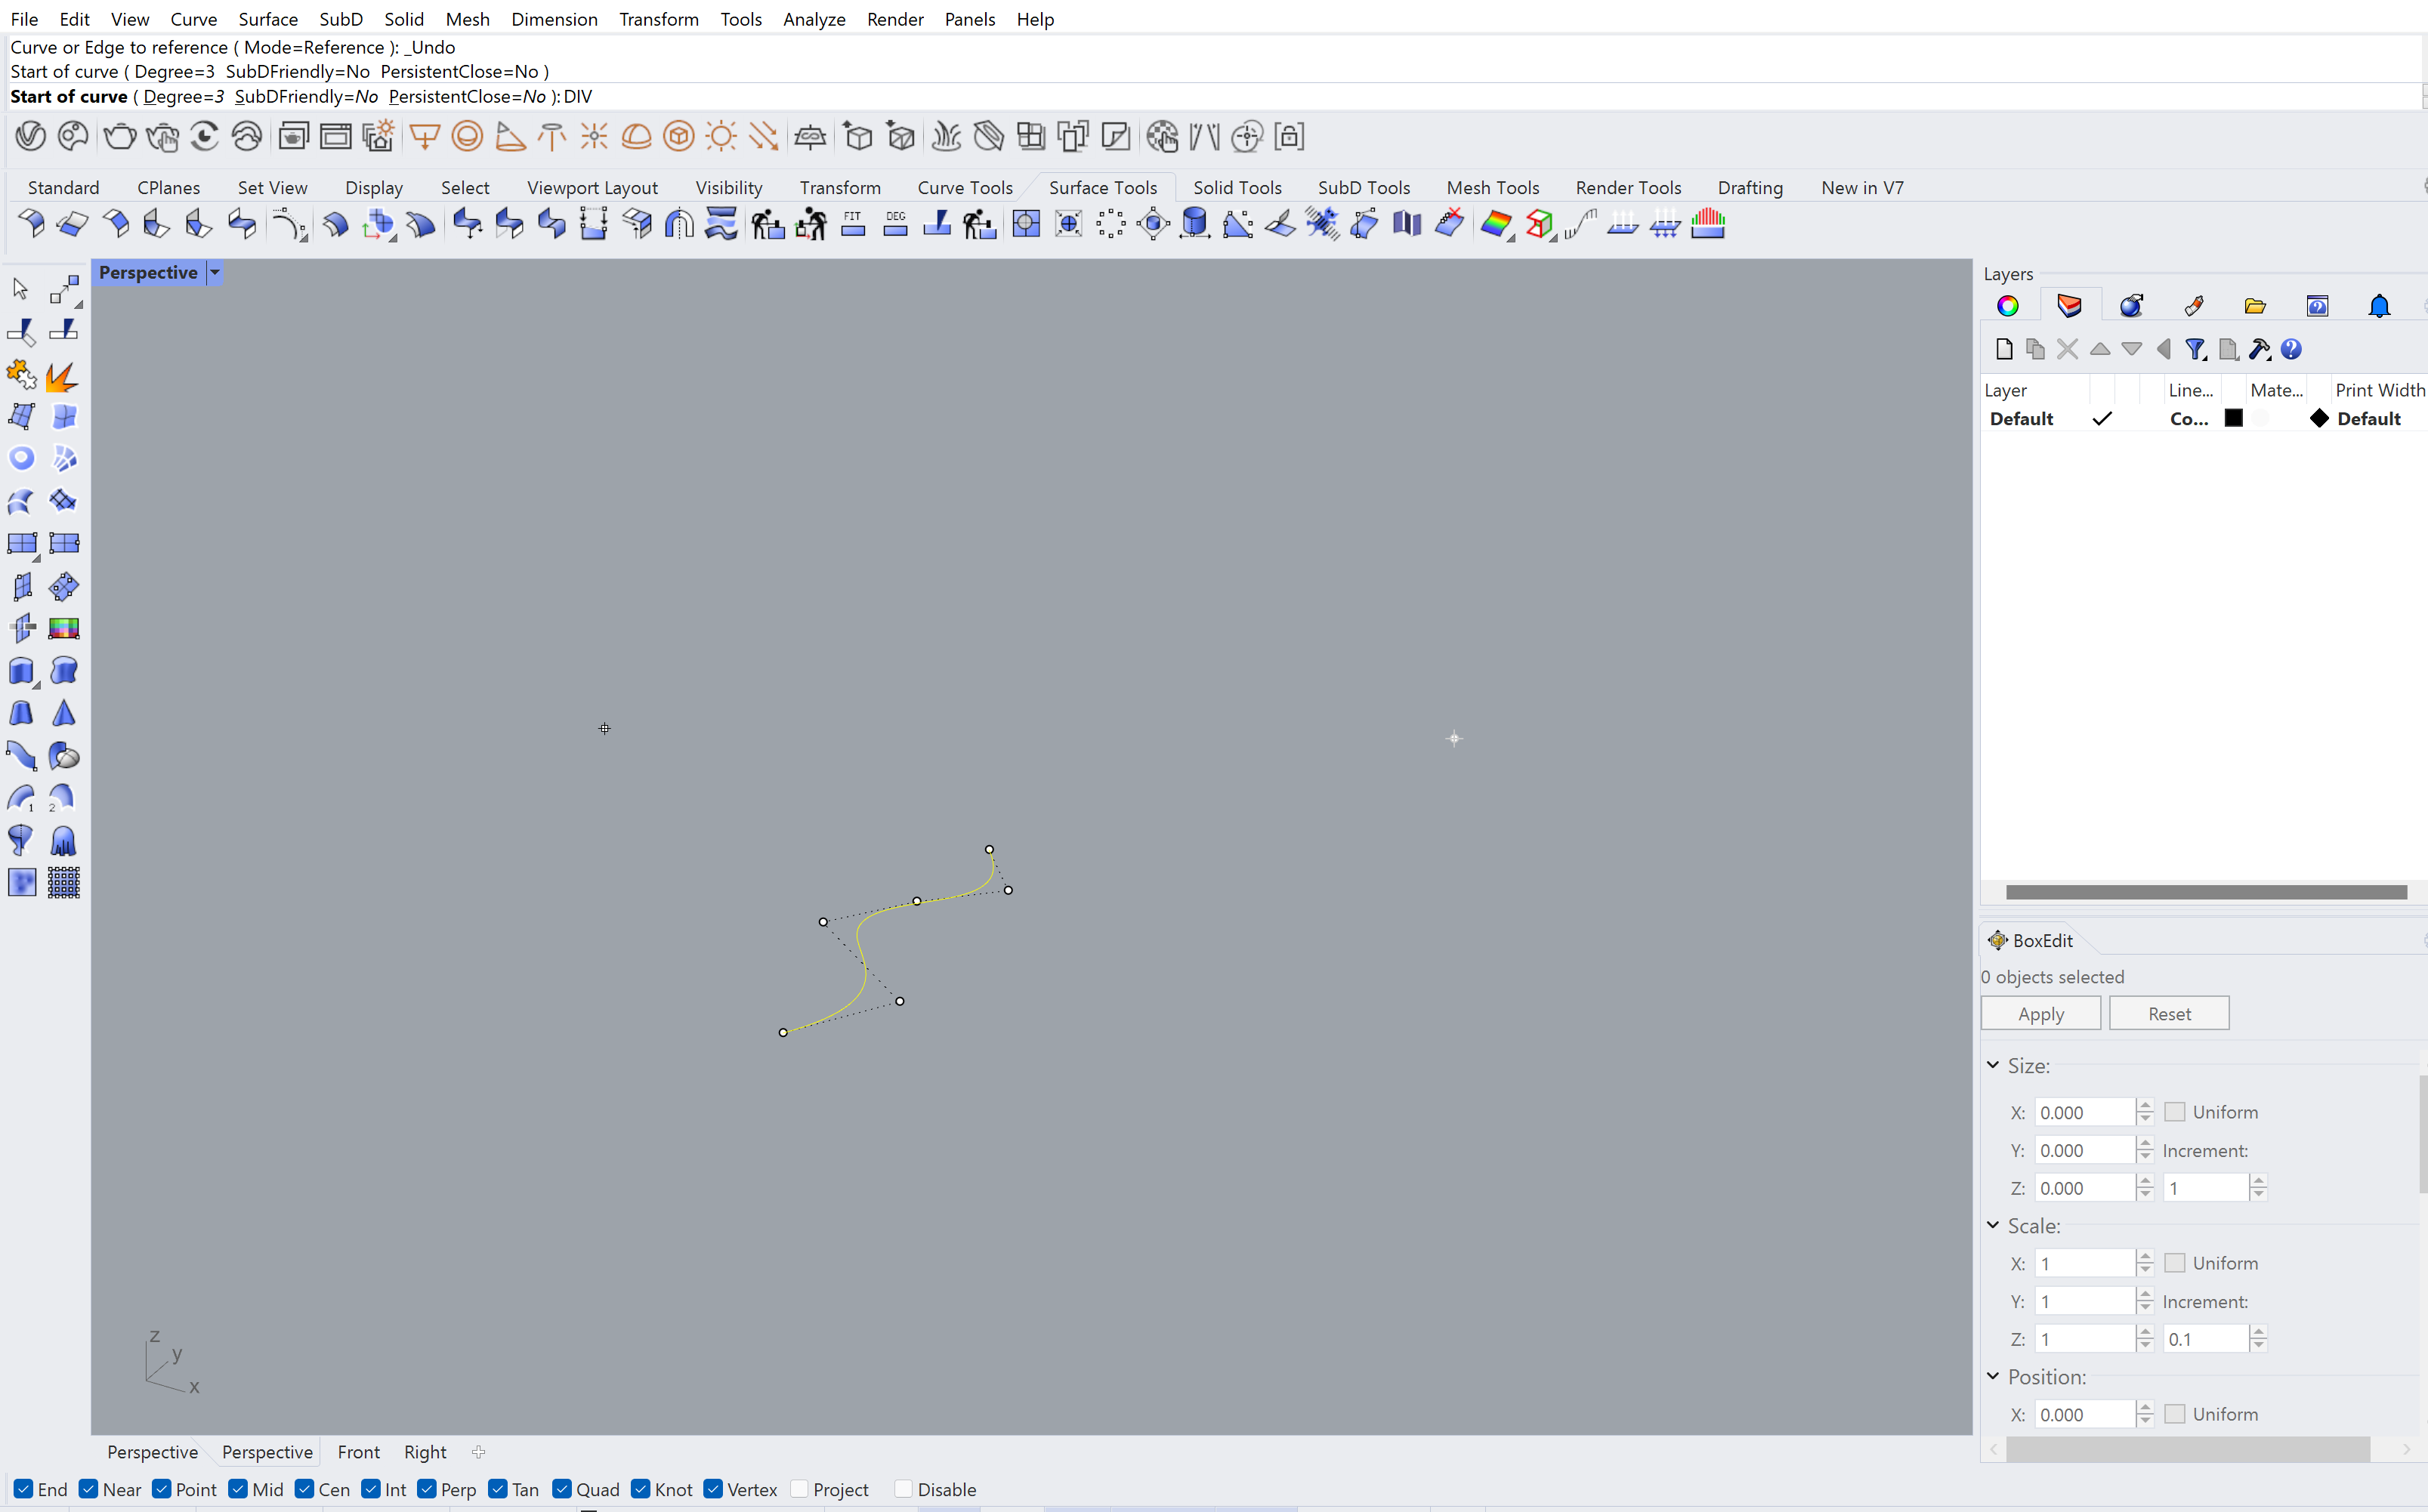 File Edit View Curve Surface SubD Solid Mesh Dimension Transform Tools Analyze Render Panels Help
Curve or Edge to reference ( Mode=Reference ): _Undo
Start of curve ( Degree=3 SubDFriendly=No PersistentClose=No )
Start of curve ( Degree=3 SubDFriendly=No PersistentClose=No ): DIV
Standard CPlanes Set View Display Select Viewport Layout Visibility Transform Curve Tools Surface Tools Solid Tools SubD Tools Mesh Tools Render Tools Drafting New in V7
FIT DEG
Perspective
Layers
Layer Line... Mate... Print Width
Default Co... Default
1 2
BoxEdit
0 objects selected
Apply Reset
Size:
X: 0.000 Uniform
Y: 0.000 Increment:
Z: 0.000 1
Scale:
X: 1 Uniform
Y: 1 Increment:
Z: 1 0.1
Position:
X: 0.000 Uniform
z
y
x
Perspective Perspective Front Right
End Near Point Mid Cen Int Perp Tan Quad Knot Vertex Project Disable